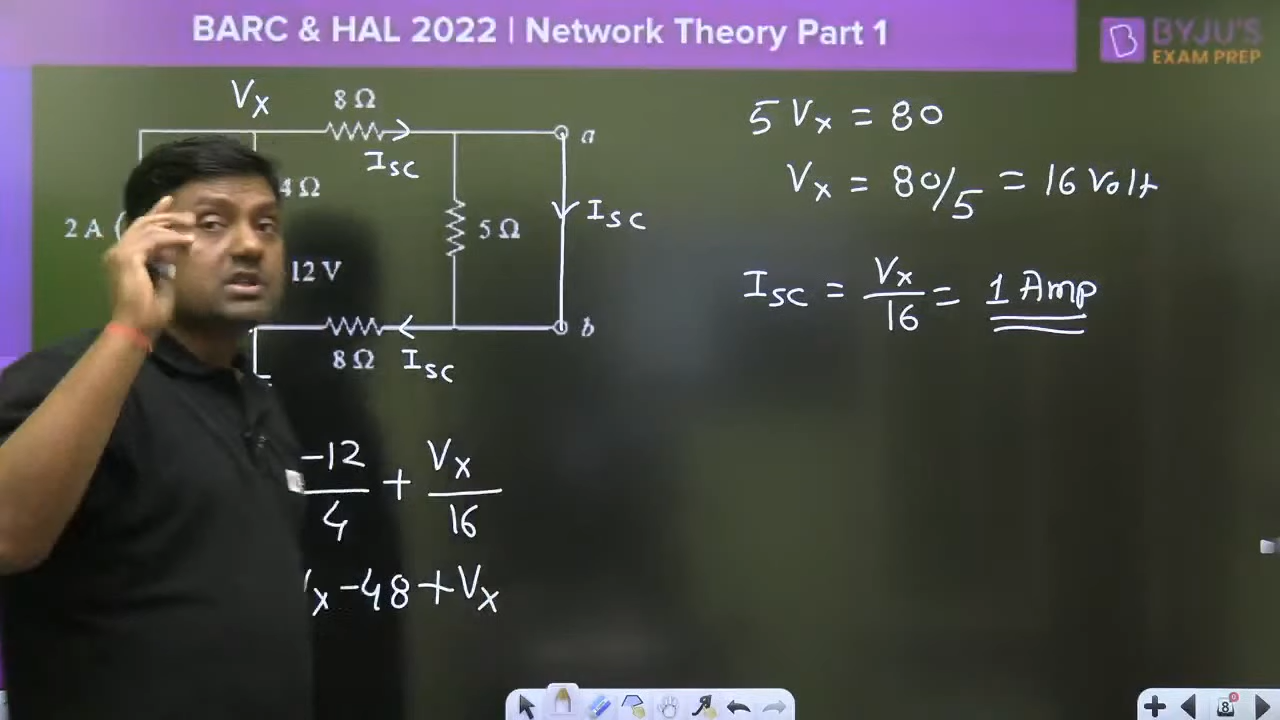 BARC & HAL 2022 | Network Theory Part 1
BYJU'S
EXAM PREP
Vx
8 Ω
a
Isc
4 Ω
2 A
5 Ω
Isc
12 V
b
8 Ω
Isc
-12/4 + Vx/16
x -48 + Vx
5 Vx = 80
Vx = 80/5 = 16 Volt
Isc = Vx/16 = 1 Amp
8